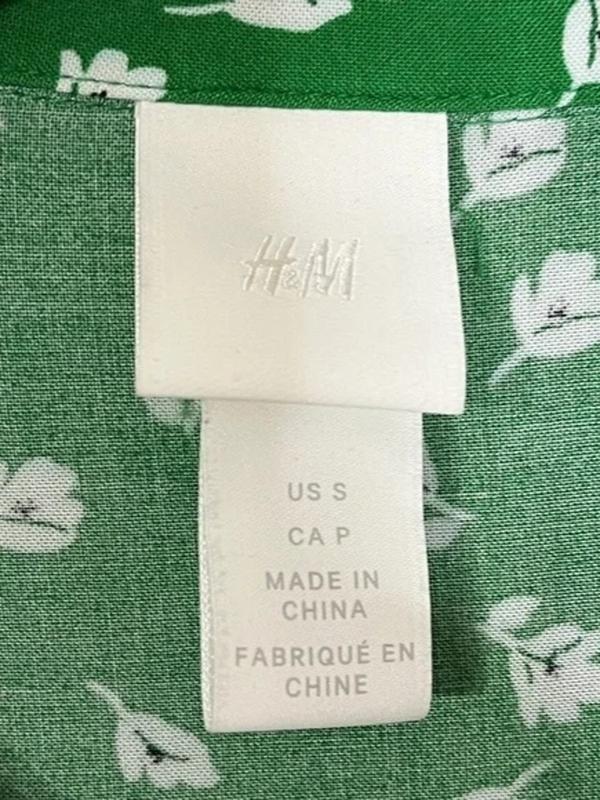 H&M
US S
CA P
MADE IN
CHINA
FABRIQUÉ EN
CHINE